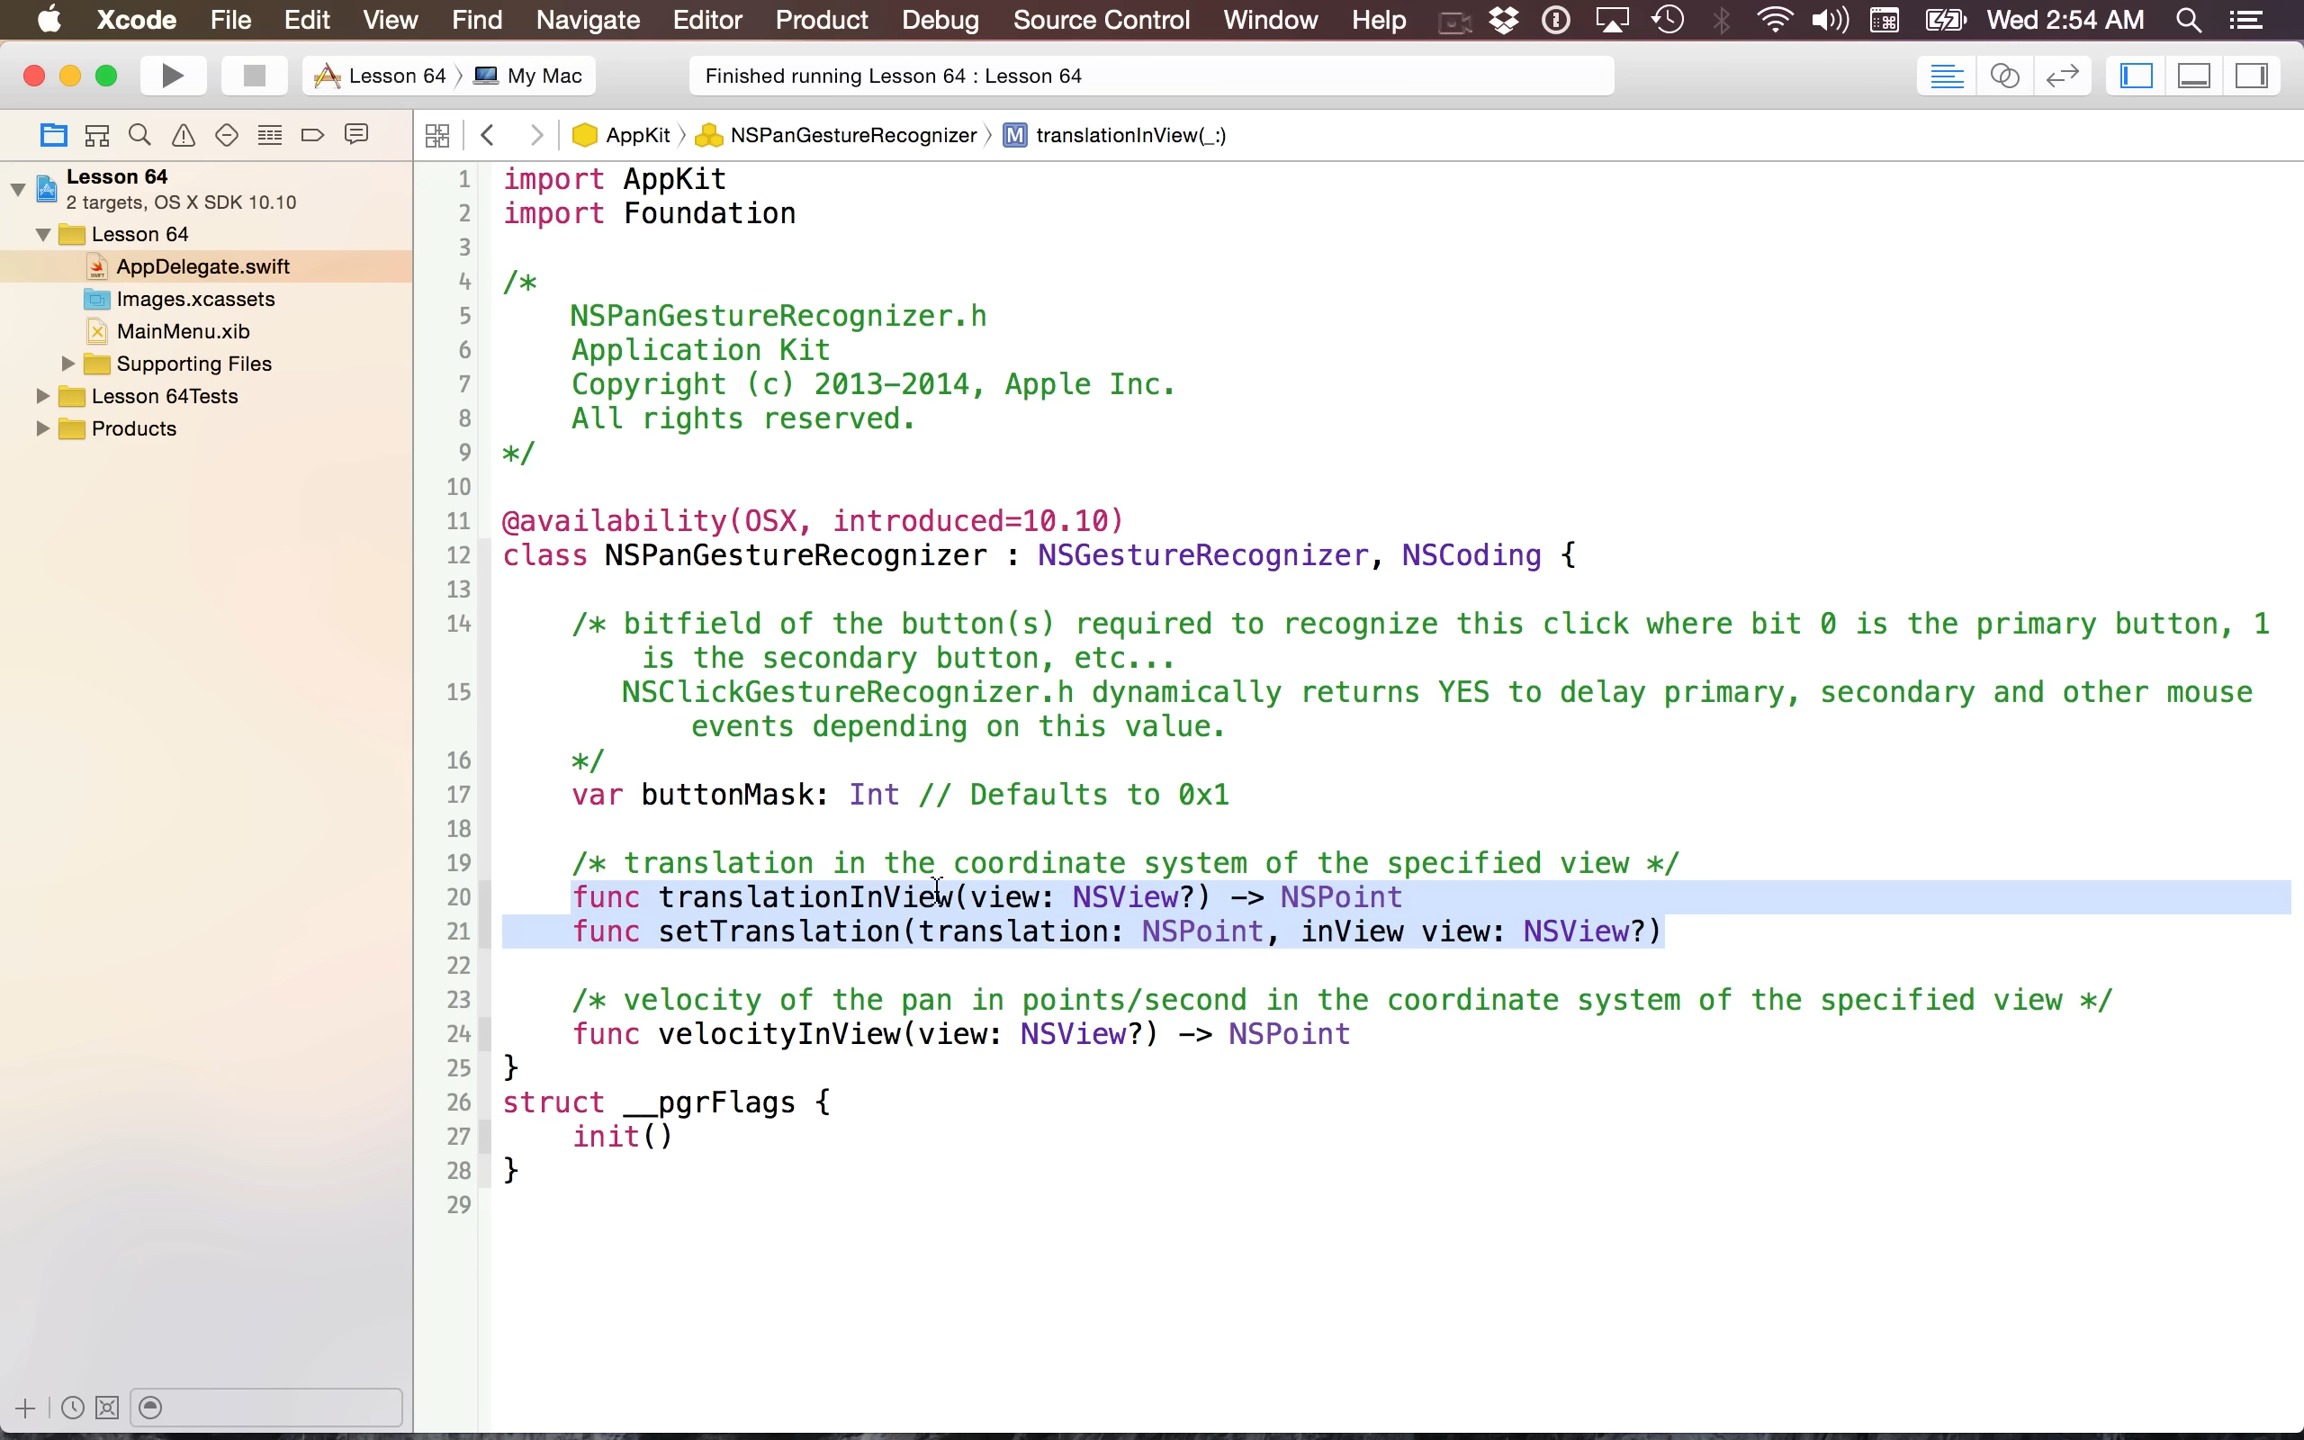 Xcode File Edit View Find Navigate Editor Product Debug Source Control Window Help Wed 2:54 AM
Lesson 64 My Mac Finished running Lesson 64 : Lesson 64
AppKit NSPanGestureRecognizer M translationInView(_:)
Lesson 64
2 targets, OS X SDK 10.10
Lesson 64
AppDelegate.swift
Images.xcassets
MainMenu.xib
Supporting Files
Lesson 64Tests
Products
1 import AppKit
2 import Foundation
3
4 /*
5 NSPanGestureRecognizer.h
6 Application Kit
7 Copyright (c) 2013-2014, Apple Inc.
8 All rights reserved.
9 */
10
11 @availability(OSX, introduced=10.10)
12 class NSPanGestureRecognizer : NSGestureRecognizer, NSCoding {
13
14 /* bitfield of the button(s) required to recognize this click where bit 0 is the primary button, 1
is the secondary button, etc...
15 NSClickGestureRecognizer.h dynamically returns YES to delay primary, secondary and other mouse
events depending on this value.
16 */
17 var buttonMask: Int // Defaults to 0x1
18
19 /* translation in the coordinate system of the specified view */
20 func translationInView(view: NSView?) -> NSPoint
21 func setTranslation(translation: NSPoint, inView view: NSView?)
22
23 /* velocity of the pan in points/second in the coordinate system of the specified view */
24 func velocityInView(view: NSView?) -> NSPoint
25 }
26 struct __pgrFlags {
27 init()
28 }
29